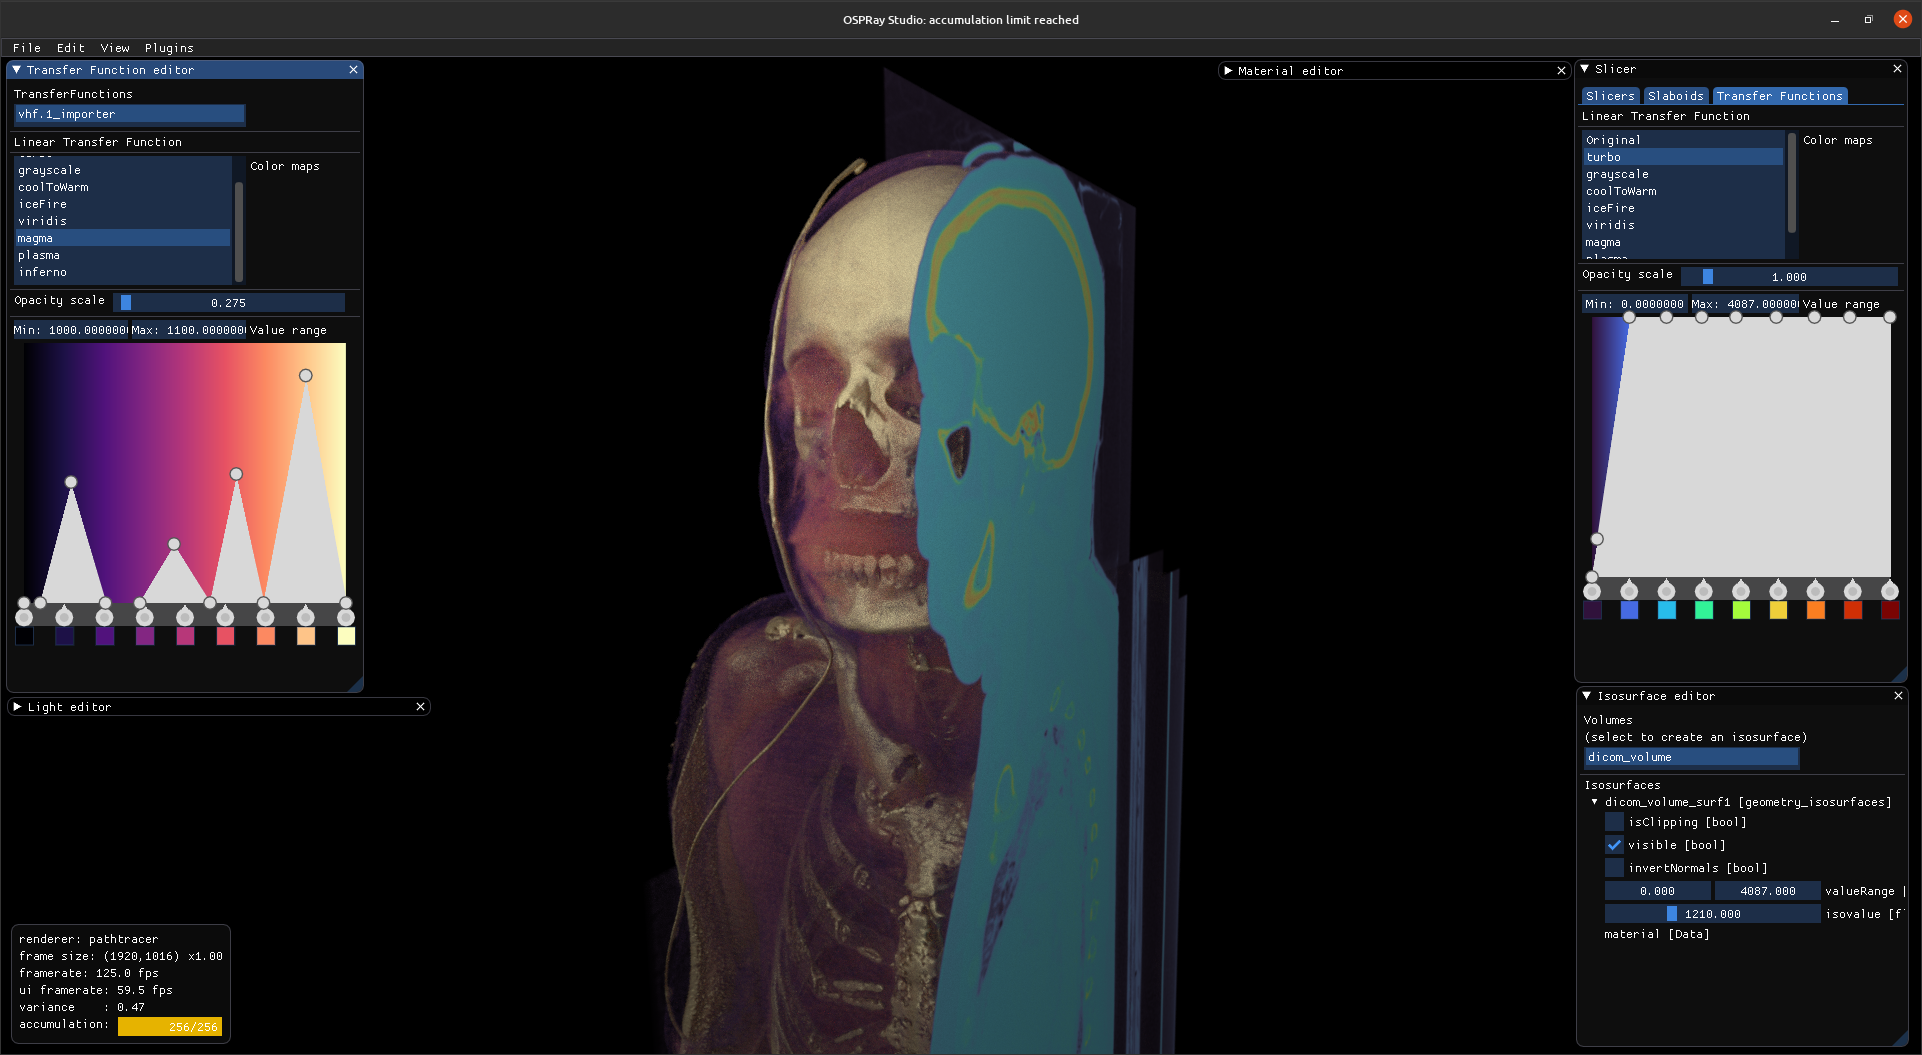 OSPRay Studio: accumulation limit reached
File Edit View Plugins
Transfer Function editor
TransferFunctions
vhf.1_importer
Linear Transfer Function
grayscale
coolToWarm
iceFire
viridis
magma
plasma
inferno
Color maps
Opacity scale 0.275
Min: 1000.0000000 Max: 1100.0000000 Value range
Light editor
renderer: pathtracer
frame size: (1920,1016) x1.00
framerate: 125.0 fps
ui framerate: 59.5 fps
variance : 0.47
accumulation: 256/256
Material editor
Slicer
Slicers Slaboids Transfer Functions
Linear Transfer Function
Original
turbo
grayscale
coolToWarm
iceFire
viridis
magma
plasma
Color maps
Opacity scale 1.000
Min: 0.0000000 Max: 4087.00000 Value range
Isosurface editor
Volumes
(select to create an isosurface)
dicom_volume
Isosurfaces
dicom_volume_surf1 [geometry_isosurfaces]
isClipping [bool]
visible [bool]
invertNormals [bool]
0.000 4087.000 valueRange [
1210.000 isovalue [f
material [Data]